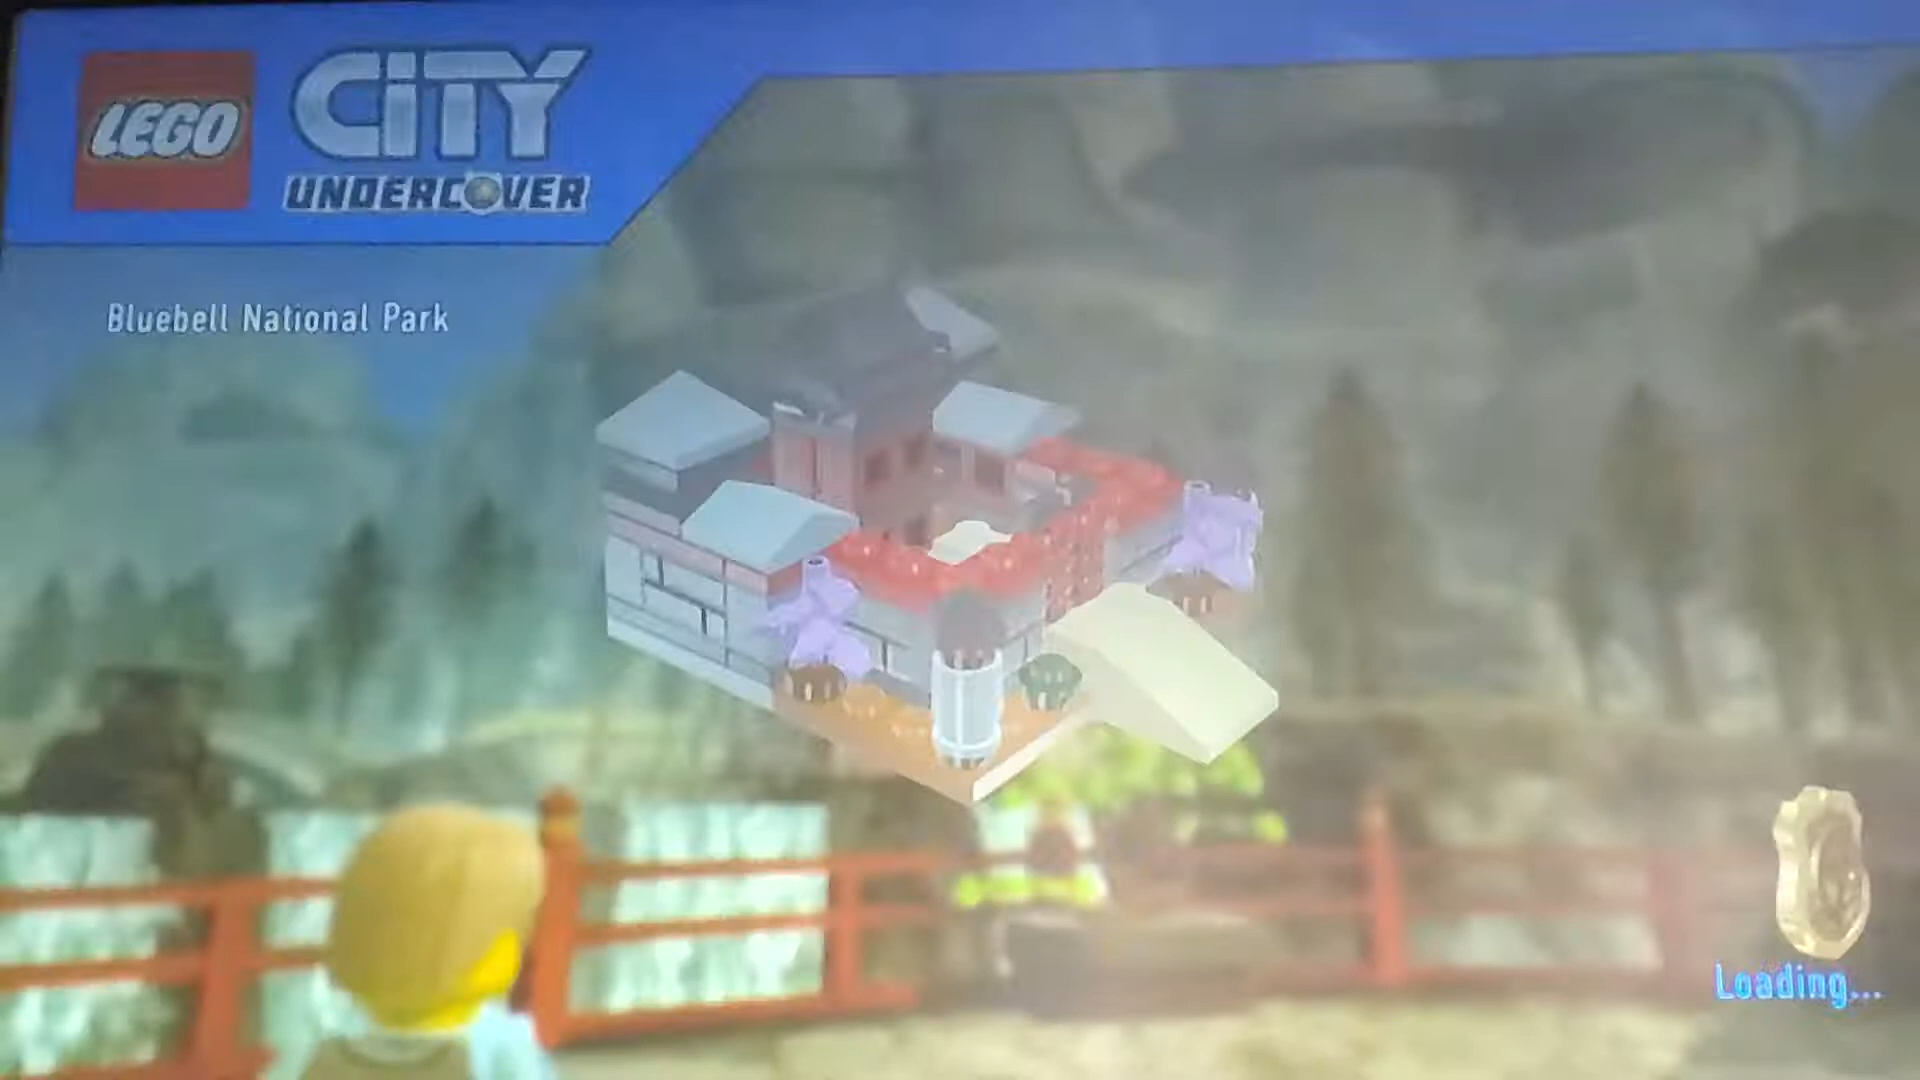 LEGO
CITY
UNDERCOVER
Bluebell National Park
Loading...